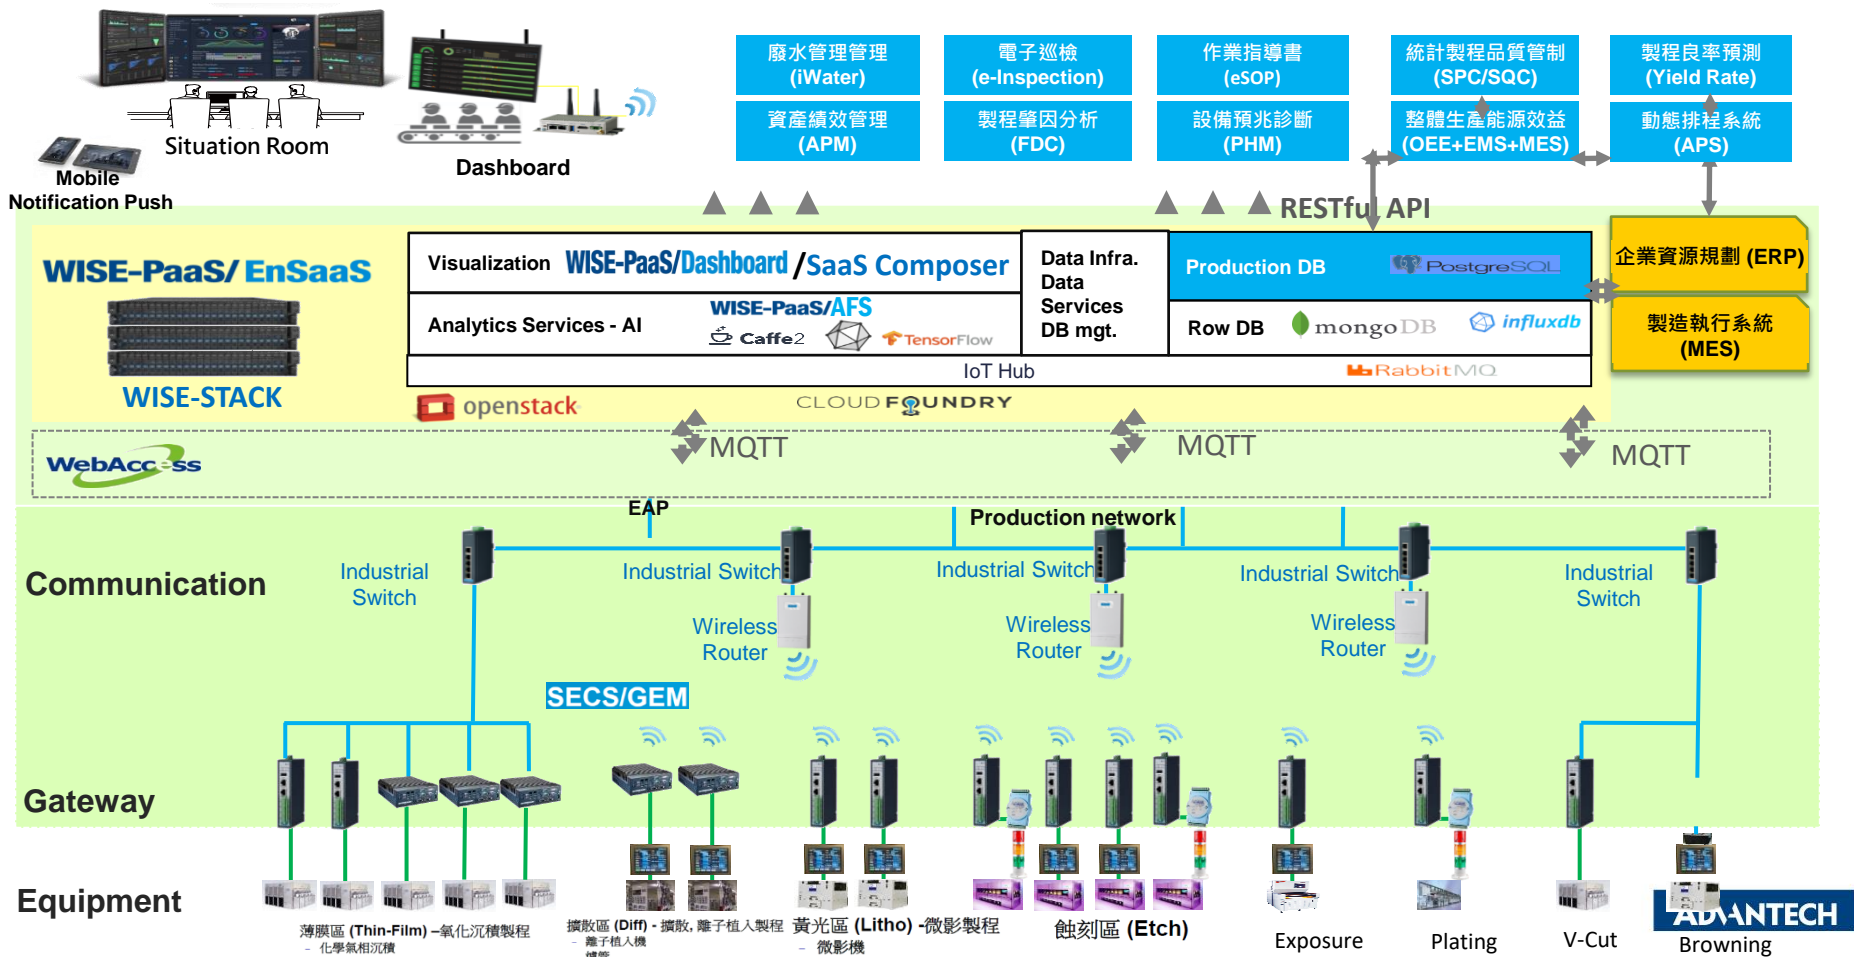 廢水管理管理
(iWater)
電子巡檢
(e-Inspection)
作業指導書
(eSOP)
統計製程品質管制
(SPC/SQC)
製程良率預測
(Yield Rate)
資產績效管理
(APM)
製程肇因分析
(FDC)
設備預兆診斷
(PHM)
整體生產能源效益
(OEE+EMS+MES)
動態排程系統
(APS)
Situation Room
Dashboard
Mobile
Notification Push
RESTful API
WISE-PaaS/EnSaaS
WISE-STACK
Visualization
WISE-PaaS/Dashboard /SaaS Composer
Analytics Services - AI
WISE-PaaS/AFS
Caffe2
TensorFlow
Data Infra.
Data
Services
DB mgt.
Production DB
PostgreSQL
Row DB
mongoDB
influxdb
企業資源規劃 (ERP)
製造執行系統
(MES)
IoT Hub
RabbitMQ
openstack
CLOUD FOUNDRY
MQTT
MQTT
MQTT
WebAccess
EAP
Production network
Communication
Industrial
Switch
Industrial Switch
Industrial Switch
Industrial Switch
Industrial
Switch
Wireless
Router
Wireless
Router
Wireless
Router
SECS/GEM
Gateway
Equipment
薄膜區 (Thin-Film) –氧化沉積製程
- 化學氣相沉積
擴散區 (Diff) - 擴散, 離子植入製程
- 離子植入機
爐管
黃光區 (Litho) -微影製程
- 微影機
蝕刻區 (Etch)
Exposure
Plating
V-Cut
Browning
ADVANTECH